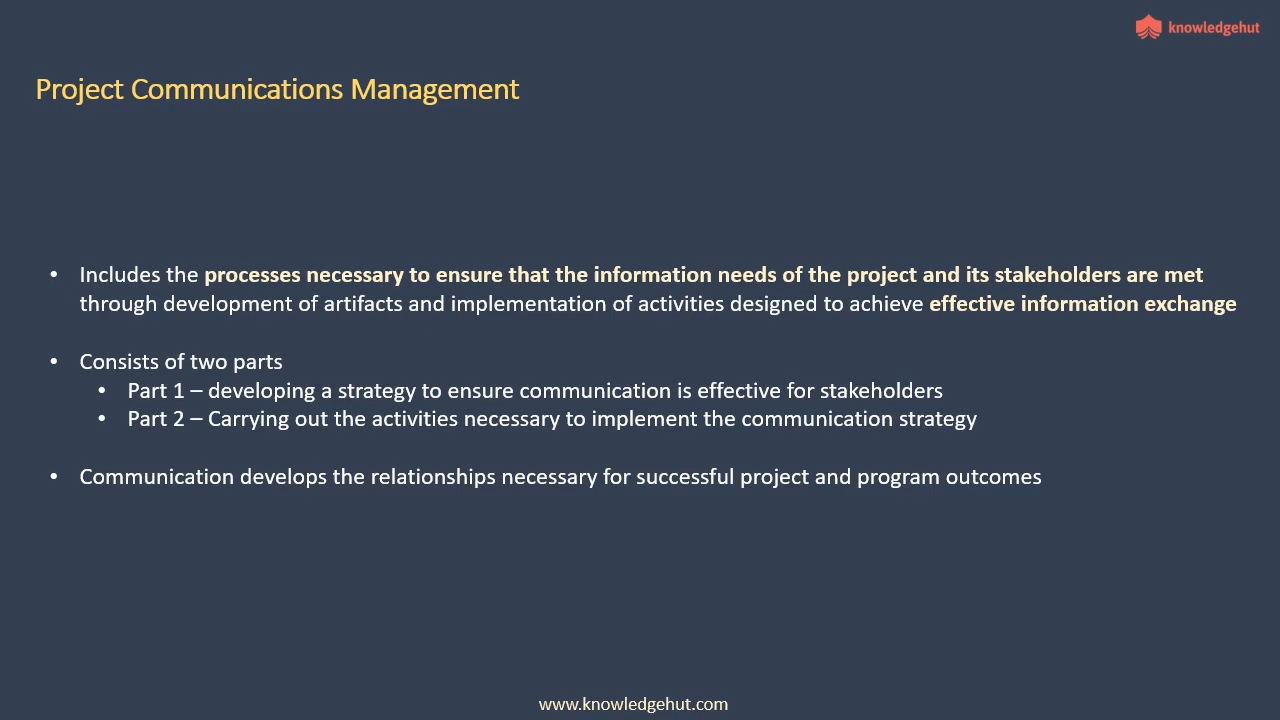 knowledgehut
Project Communications Management
• Includes the processes necessary to ensure that the information needs of the project and its stakeholders are met
through development of artifacts and implementation of activities designed to achieve effective information exchange
• Consists of two parts
• Part 1 – developing a strategy to ensure communication is effective for stakeholders
• Part 2 – Carrying out the activities necessary to implement the communication strategy
• Communication develops the relationships necessary for successful project and program outcomes
www.knowledgehut.com